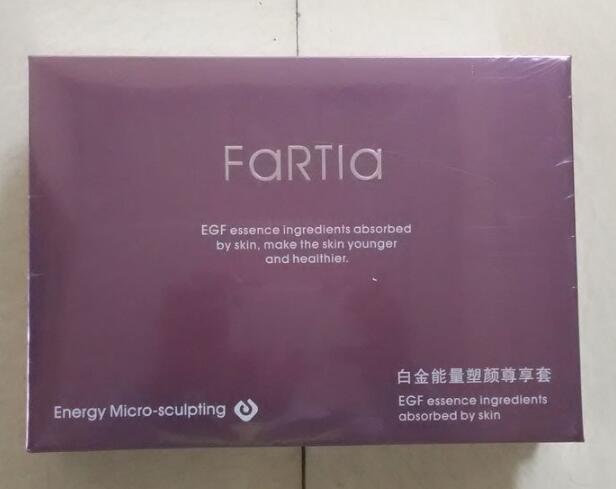 FaRTIa
EGF essence ingredients absorbed
by skin, make the skin younger
and healthier.
白金能量塑颜尊享套
EGF essence ingredients
absorbed by skin
Energy Micro-sculpting